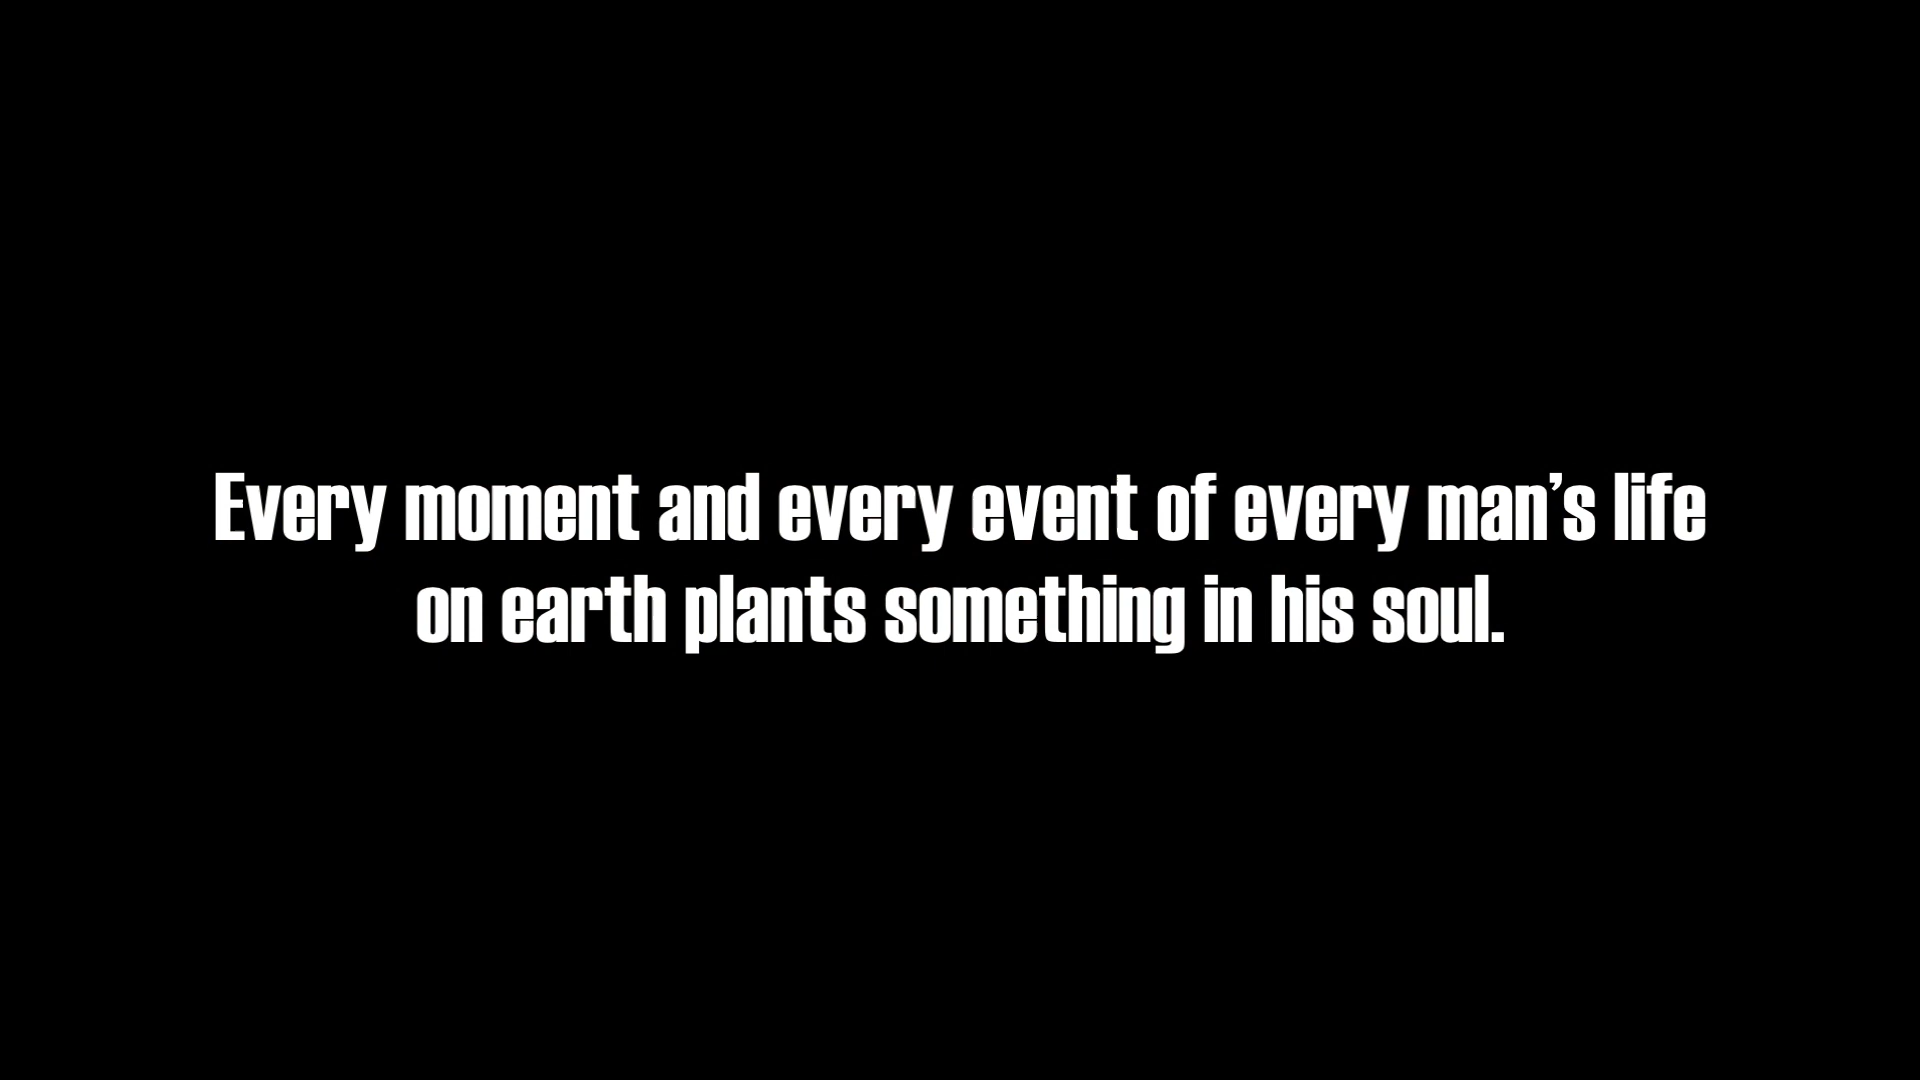 Every moment and every event of every man’s life
on earth plants something in his soul.